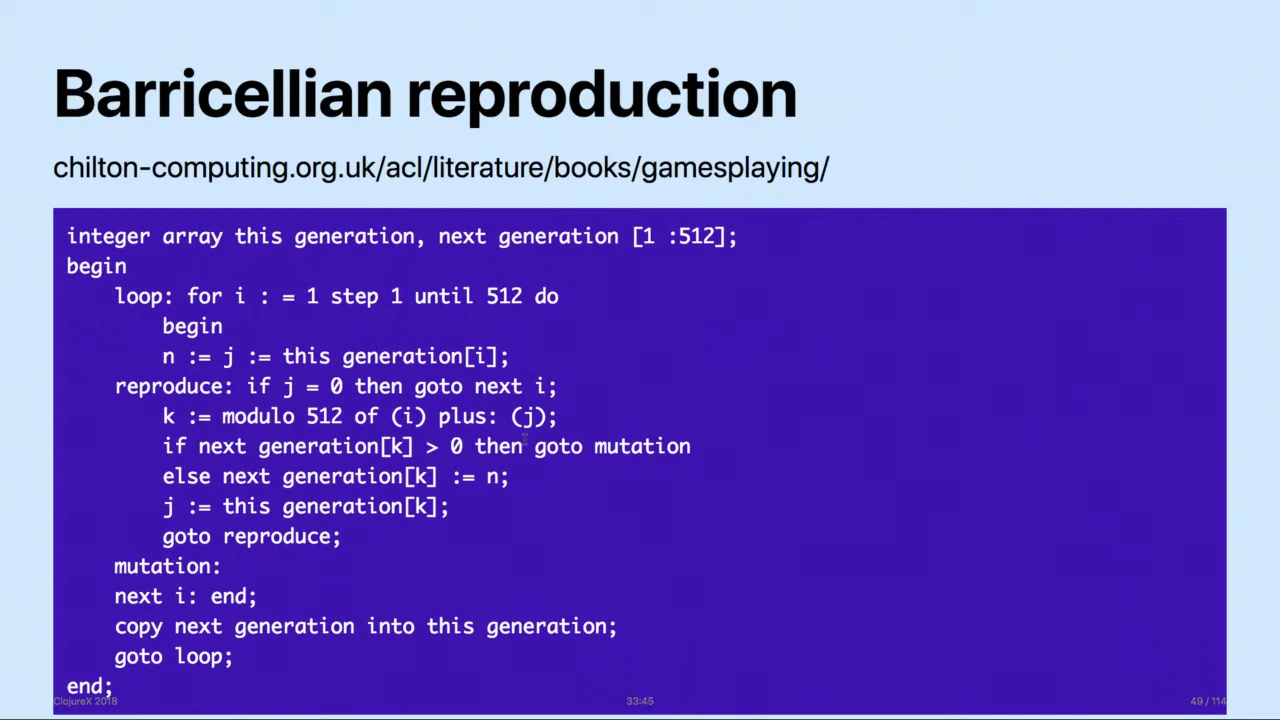 Barricellian reproduction
chilton-computing.org.uk/acl/literature/books/gamesplaying/
integer array this generation, next generation [1 :512];
begin
loop: for i : = 1 step 1 until 512 do
begin
n := j := this generation[i];
reproduce: if j = 0 then goto next i;
k := modulo 512 of (i) plus: (j);
if next generation[k] > 0 then goto mutation
else next generation[k] := n;
j := this generation[k];
goto reproduce;
mutation:
next i: end;
copy next generation into this generation;
goto loop;
end;
ClojureX 2018 33:45 49 / 114